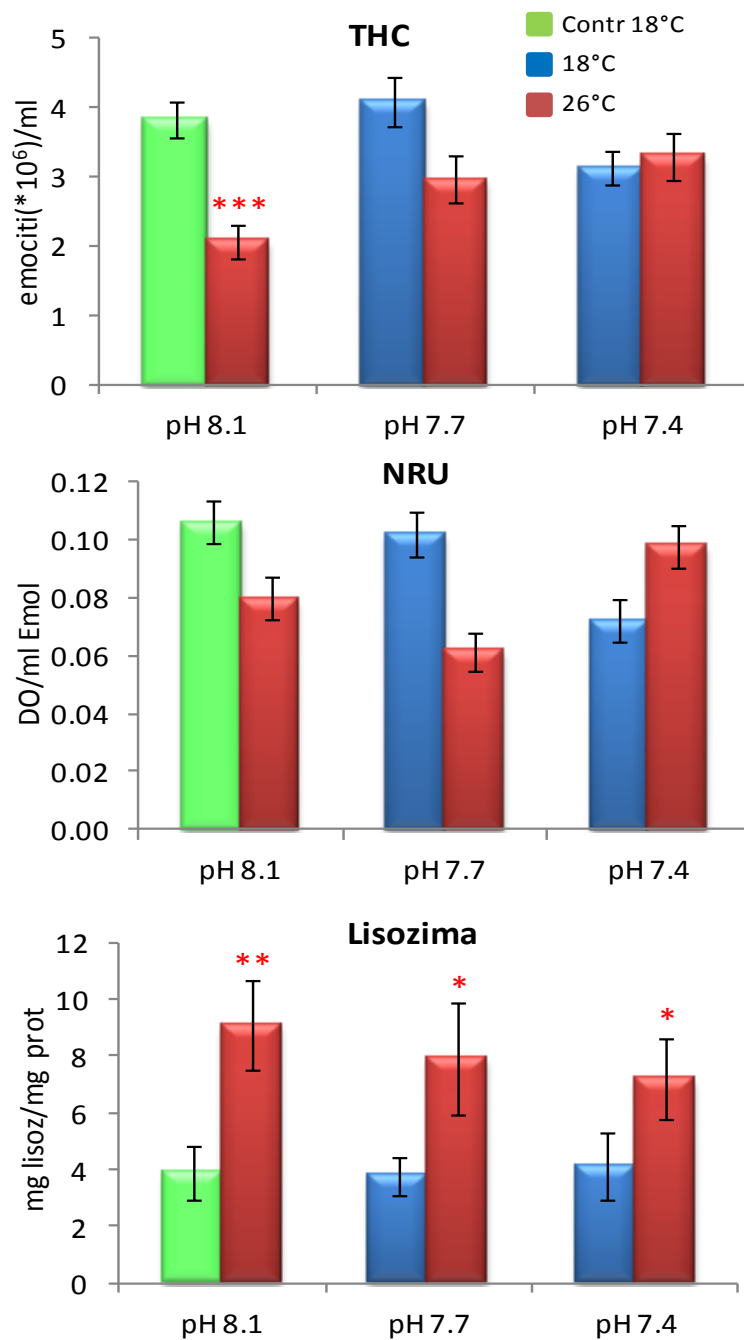 THC
Contr 18°C
18°C
26°C
emociti(*10⁶)/ml
5
4
3
2
1
0
***
pH 8.1
pH 7.7
pH 7.4
NRU
DO/ml Emol
0.12
0.10
0.08
0.06
0.04
0.02
0.00
pH 8.1
pH 7.7
pH 7.4
Lisozima
mg lisoz/mg prot
12
10
8
6
4
2
0
**
*
*
pH 8.1
pH 7.7
pH 7.4